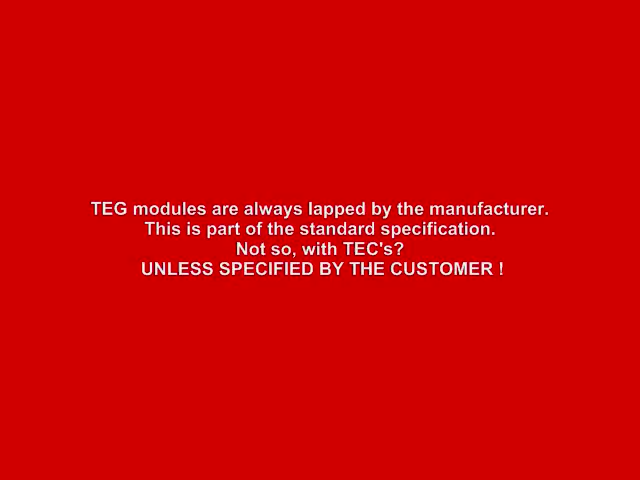 TEG modules are always lapped by the manufacturer.
This is part of the standard specification.
Not so, with TEC's?
UNLESS SPECIFIED BY THE CUSTOMER !